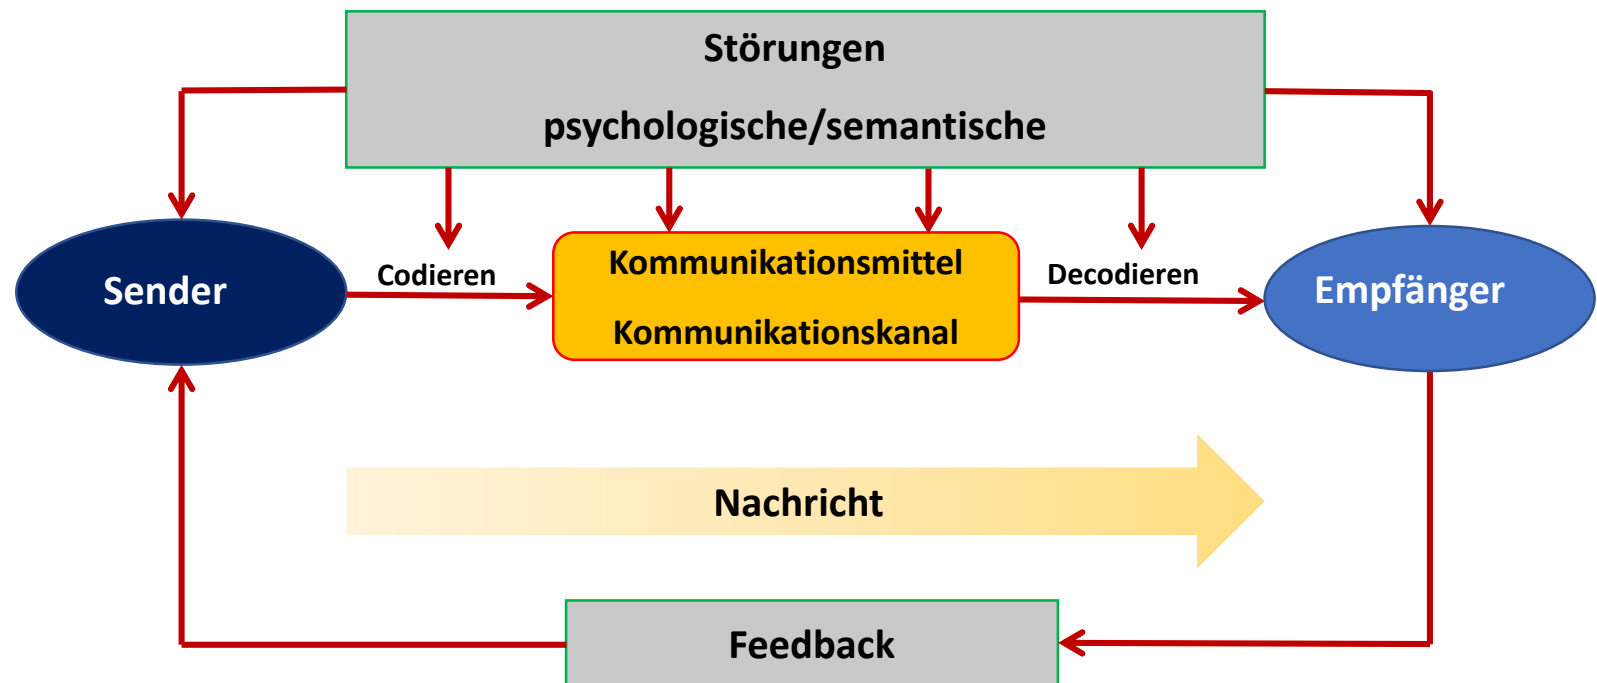 Störungen
psychologische/semantische
Sender
Codieren
Kommunikationsmittel
Kommunikationskanal
Decodieren
Empfänger
Nachricht
Feedback